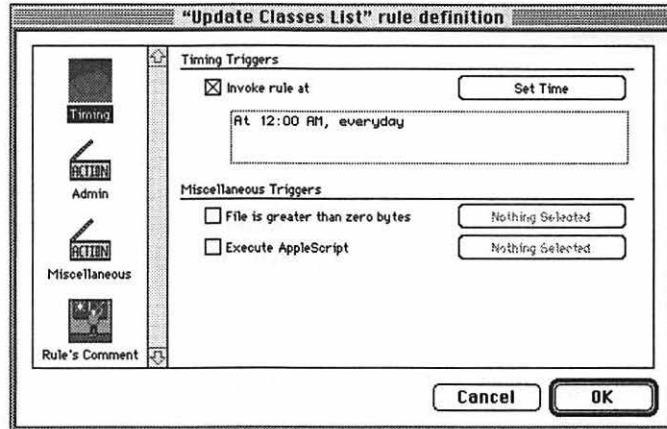 “Update Classes List” rule definition
Timing
ACTION
Admin
ACTION
Miscellaneous
Rule's Comment
Timing Triggers
Invoke rule at
Set Time
At 12:00 AM, everyday
Miscellaneous Triggers
File is greater than zero bytes
Nothing Selected
Execute AppleScript
Nothing Selected
Cancel
OK